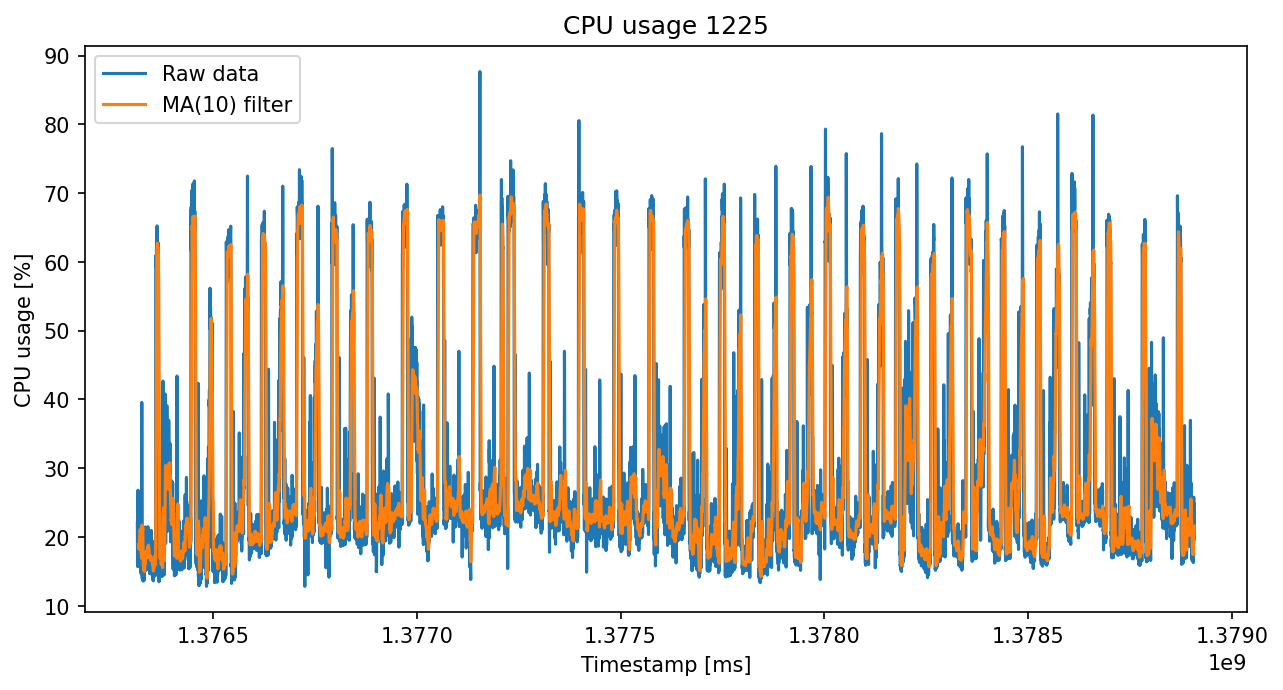 CPU usage 1225
Raw data
MA(10) filter
CPU usage [%]
90
80
70
60
50
40
30
20
10
1.3765 1.3770 1.3775 1.3780 1.3785 1.3790
1e9
Timestamp [ms]